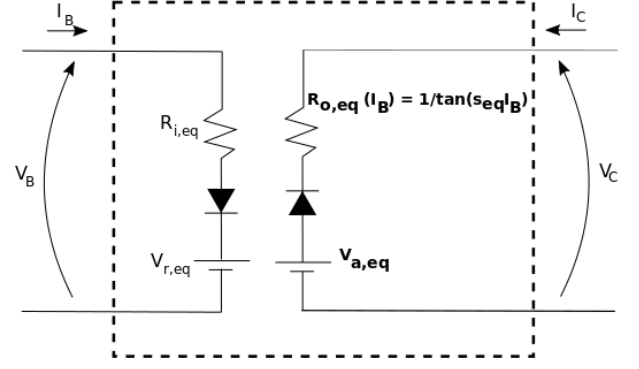 I_B
I_C
R_o,eq (I_B) = 1/tan(s_eq I_B)
R_i,eq
V_B
V_C
V_r,eq
V_a,eq